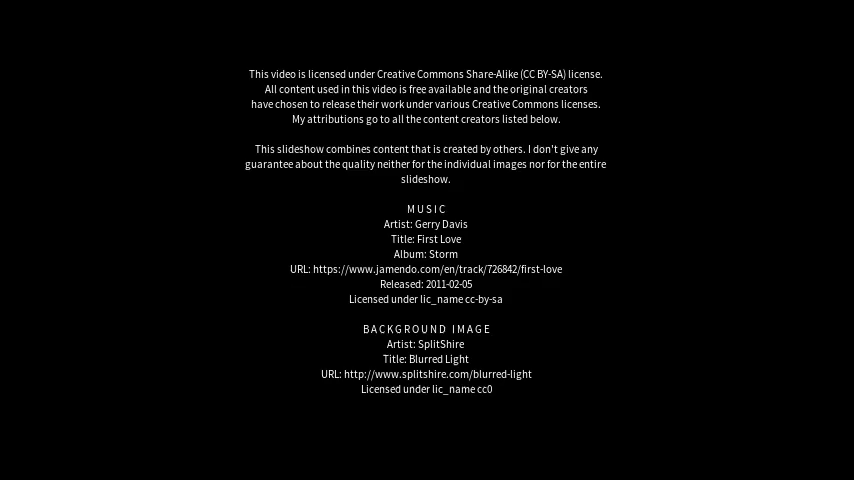 This video is licensed under Creative Commons Share-Alike (CC BY-SA) license.
All content used in this video is free available and the original creators
have chosen to release their work under various Creative Commons licenses.
My attributions go to all the content creators listed below.
This slideshow combines content that is created by others. I don't give any
guarantee about the quality neither for the individual images nor for the entire
slideshow.
MUSIC
Artist: Gerry Davis
Title: First Love
Album: Storm
URL: https://www.jamendo.com/en/track/726842/first-love
Released: 2011-02-05
Licensed under lic_name cc-by-sa
BACKGROUND IMAGE
Artist: SplitShire
Title: Blurred Light
URL: http://www.splitshire.com/blurred-light
Licensed under lic_name cc0